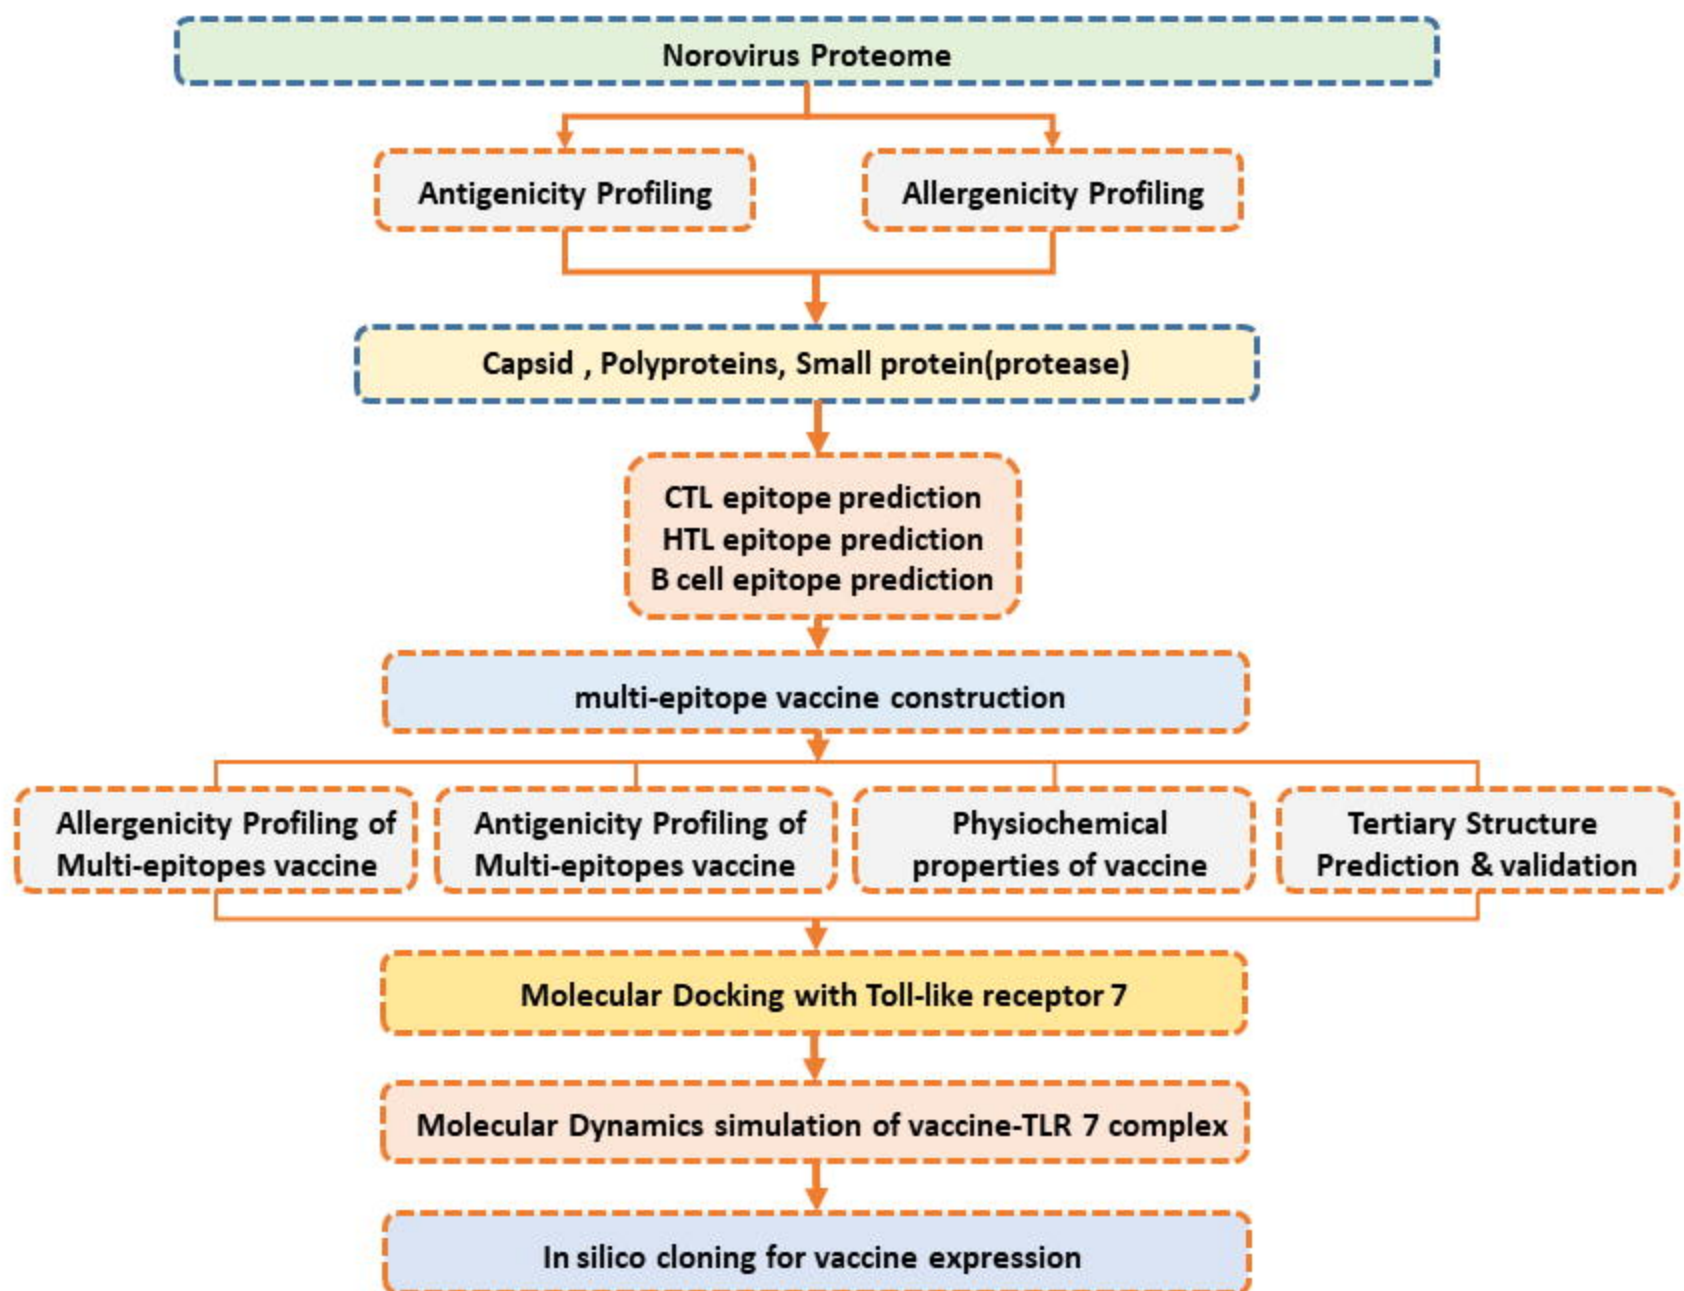 Norovirus Proteome
Antigenicity Profiling
Allergenicity Profiling
Capsid , Polyproteins, Small protein(protease)
CTL epitope prediction
HTL epitope prediction
B cell epitope prediction
multi-epitope vaccine construction
Allergenicity Profiling of
Multi-epitopes vaccine
Antigenicity Profiling of
Multi-epitopes vaccine
Physiochemical
properties of vaccine
Tertiary Structure
Prediction & validation
Molecular Docking with Toll-like receptor 7
Molecular Dynamics simulation of vaccine-TLR 7 complex
In silico cloning for vaccine expression